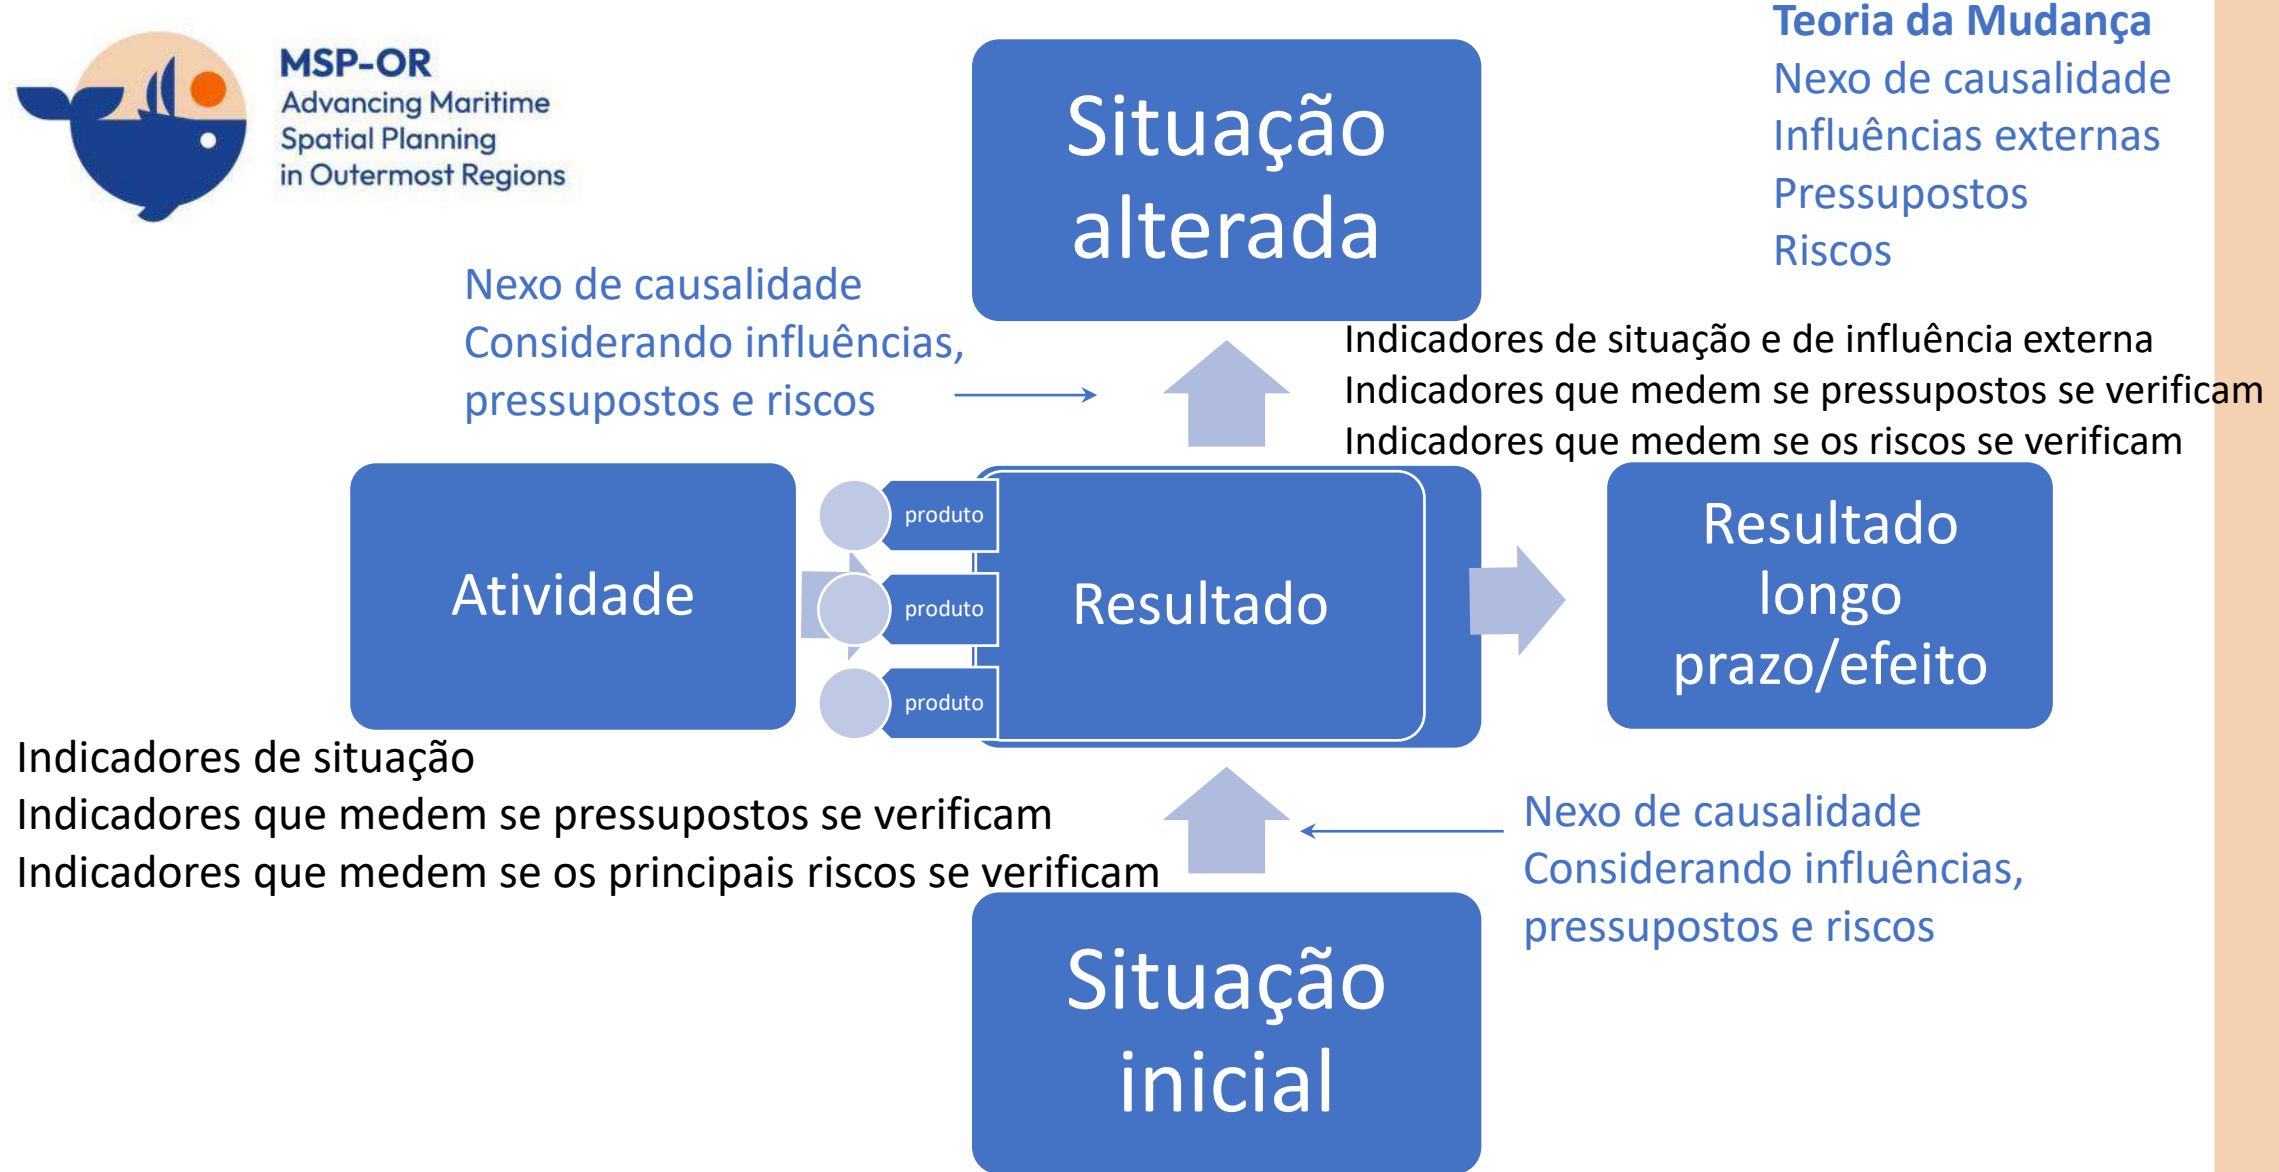 MSP-OR
Advancing Maritime
Spatial Planning
in Outermost Regions
Teoria da Mudança
Nexo de causalidade
Influências externas
Pressupostos
Riscos
Situação
alterada
Nexo de causalidade
Considerando influências,
pressupostos e riscos
Indicadores de situação e de influência externa
Indicadores que medem se pressupostos se verificam
Indicadores que medem se os riscos se verificam
Atividade
produto
produto
produto
Resultado
Resultado
longo
prazo/efeito
Indicadores de situação
Indicadores que medem se pressupostos se verificam
Indicadores que medem se os principais riscos se verificam
Nexo de causalidade
Considerando influências,
pressupostos e riscos
Situação
inicial